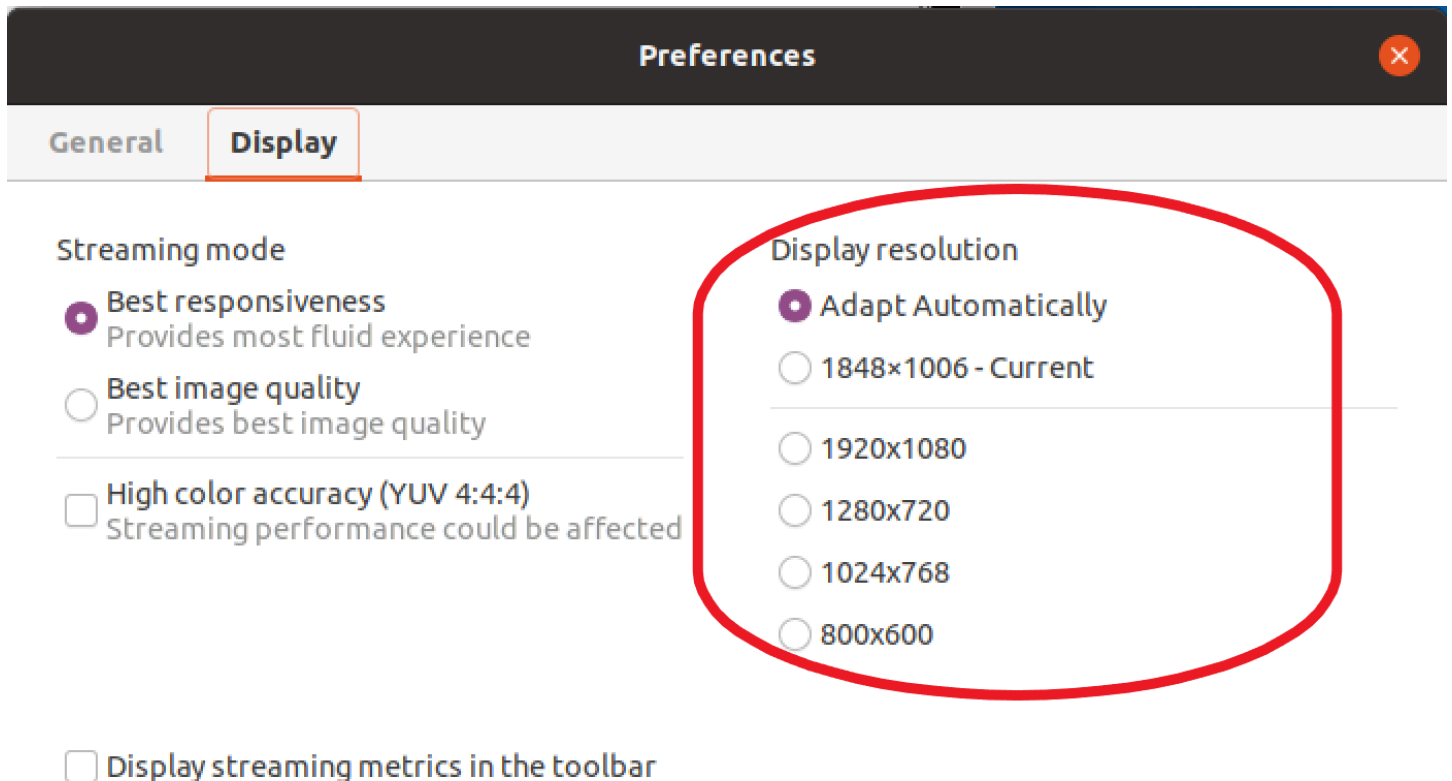 Preferences
General
Display
Streaming mode
Best responsiveness
Provides most fluid experience
Best image quality
Provides best image quality
High color accuracy (YUV 4:4:4)
Streaming performance could be affected
Display resolution
Adapt Automatically
1848×1006 - Current
1920x1080
1280x720
1024x768
800x600
Display streaming metrics in the toolbar